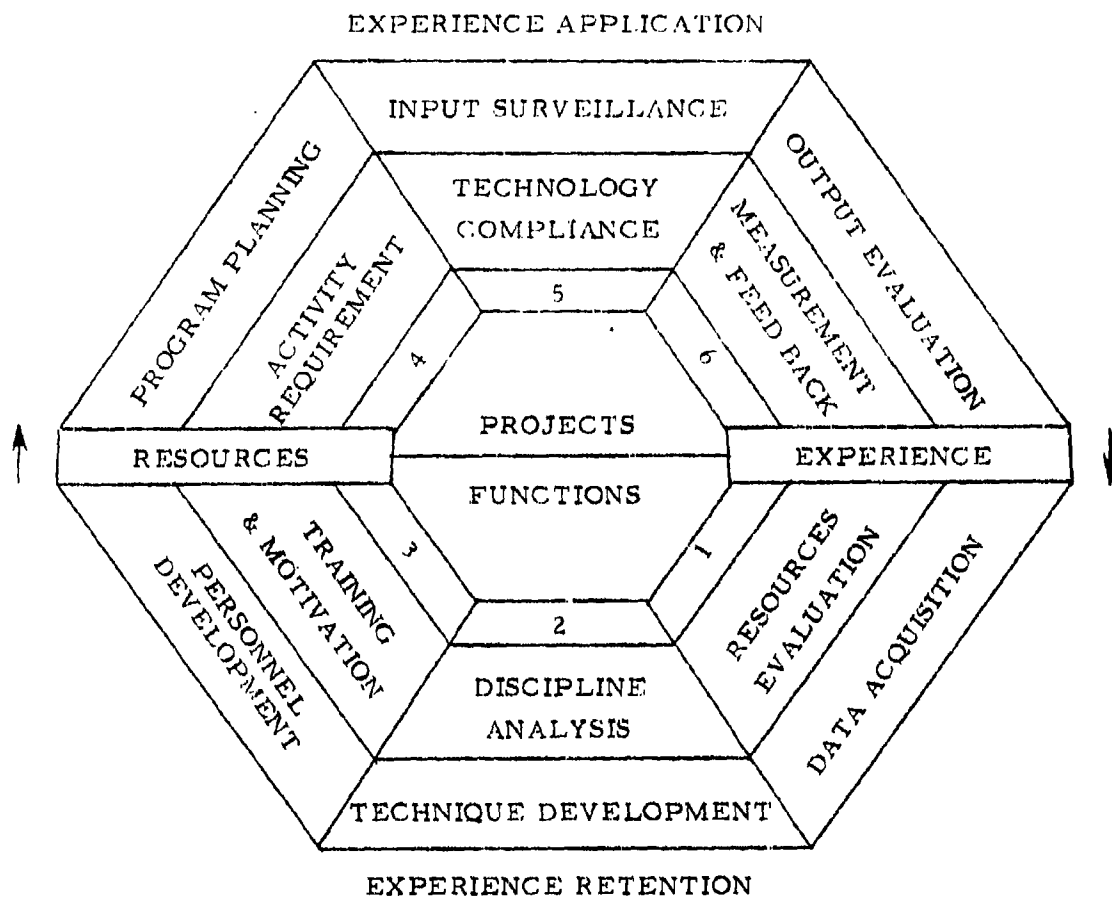 EXPERIENCE APPLICATION
INPUT SURVEILLANCE
TECHNOLOGY
COMPLIANCE
5
PROGRAM PLANNING
ACTIVITY
REQUIREMENT
4
OUTPUT EVALUATION
MEASUREMENT
& FEED BACK
6
PROJECTS
RESOURCES
EXPERIENCE
FUNCTIONS
PERSONNEL
DEVELOPMENT
TRAINING
& MOTIVATION
3
1
RESOURCES
EVALUATION
DATA ACQUISITION
2
DISCIPLINE
ANALYSIS
TECHNIQUE DEVELOPMENT
EXPERIENCE RETENTION